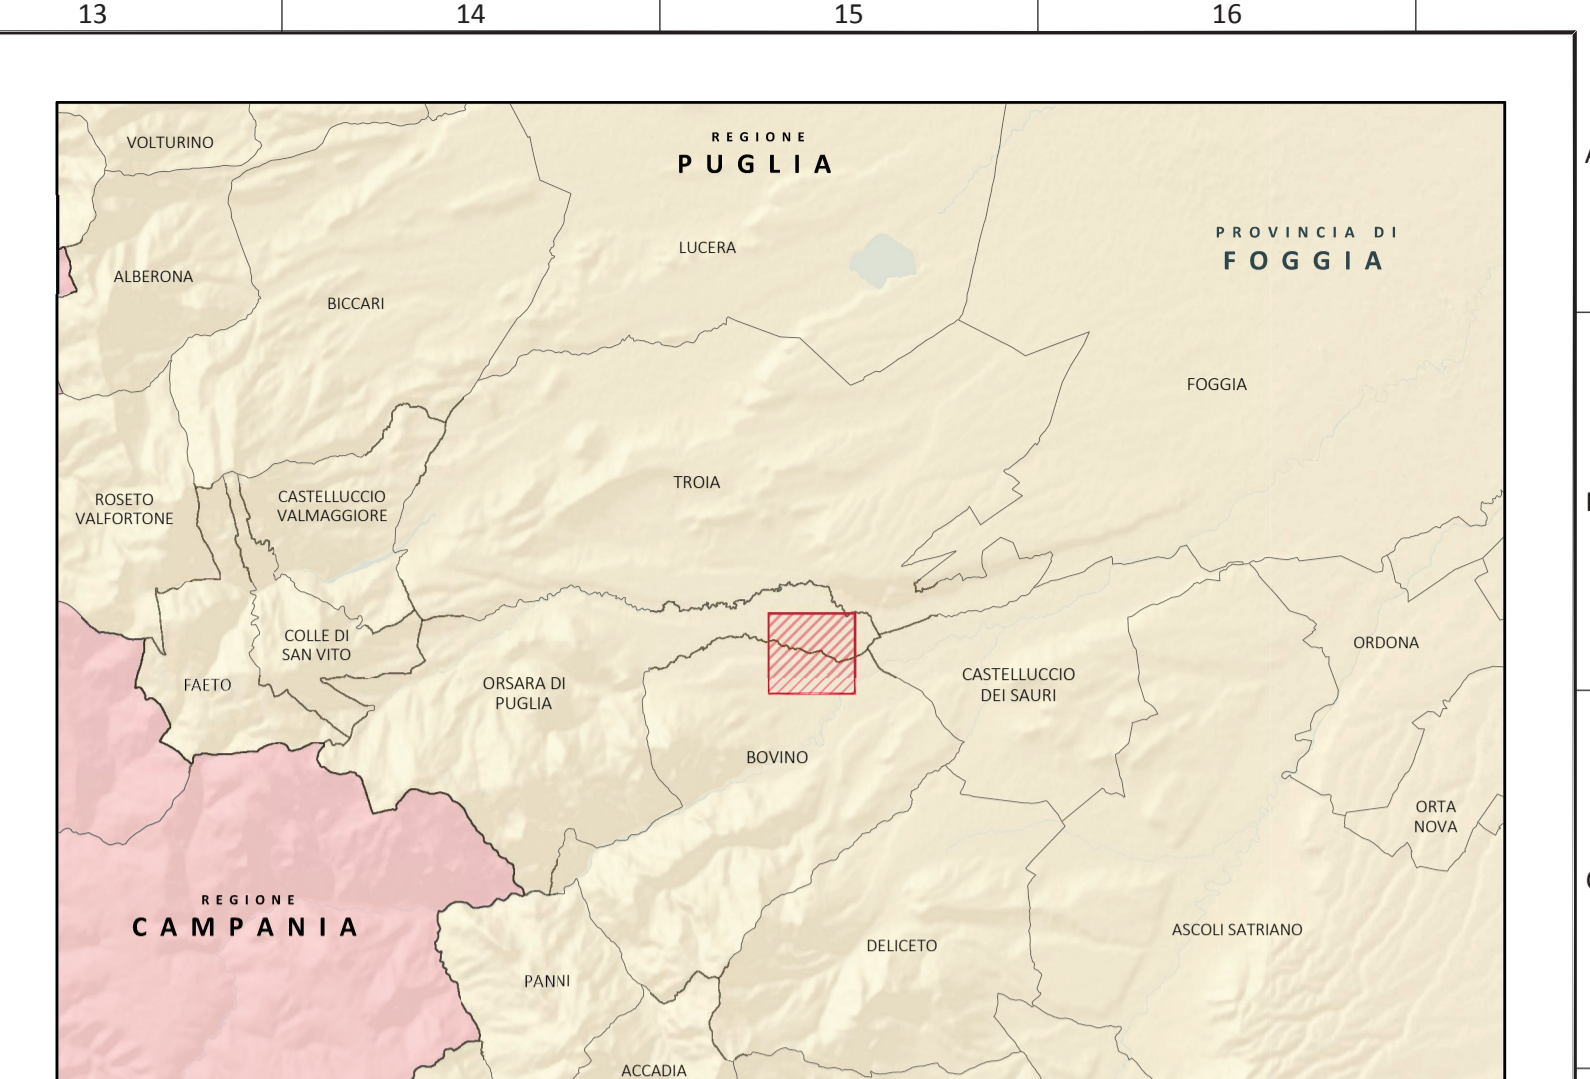 13
14
15
16
REGIONE
PUGLIA
PROVINCIA DI
FOGGIA
VOLTURINO
LUCERA
ALBERONA
BICCARI
FOGGIA
TROIA
ROSETO
VALFORTONE
CASTELLUCCIO
VALMAGGIORE
COLLE DI
SAN VITO
FAETO
ORSARA DI
PUGLIA
CASTELLUCCIO
DEI SAURI
ORDONA
BOVINO
ORTA
NOVA
REGIONE
CAMPANIA
DELICETO
ASCOLI SATRIANO
PANNI
ACCADIA